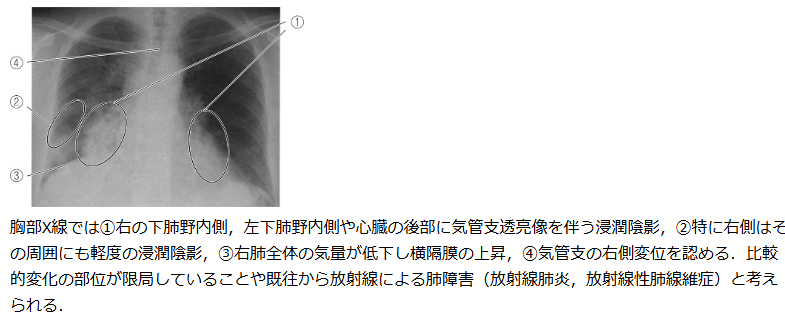 ①
④
②
③
胸部X線では①右の下肺野内側，左下肺野内側や心臓の後部に気管支透亮像を伴う浸潤陰影，②特に右側はそ
の周囲にも軽度の浸潤陰影，③右肺全体の気量が低下し横隔膜の上昇，④気管支の右側変位を認める．比較
的変化の部位が限局していることや既往から放射線による肺障害（放射線肺炎，放射線性肺線維症）と考え
られる．